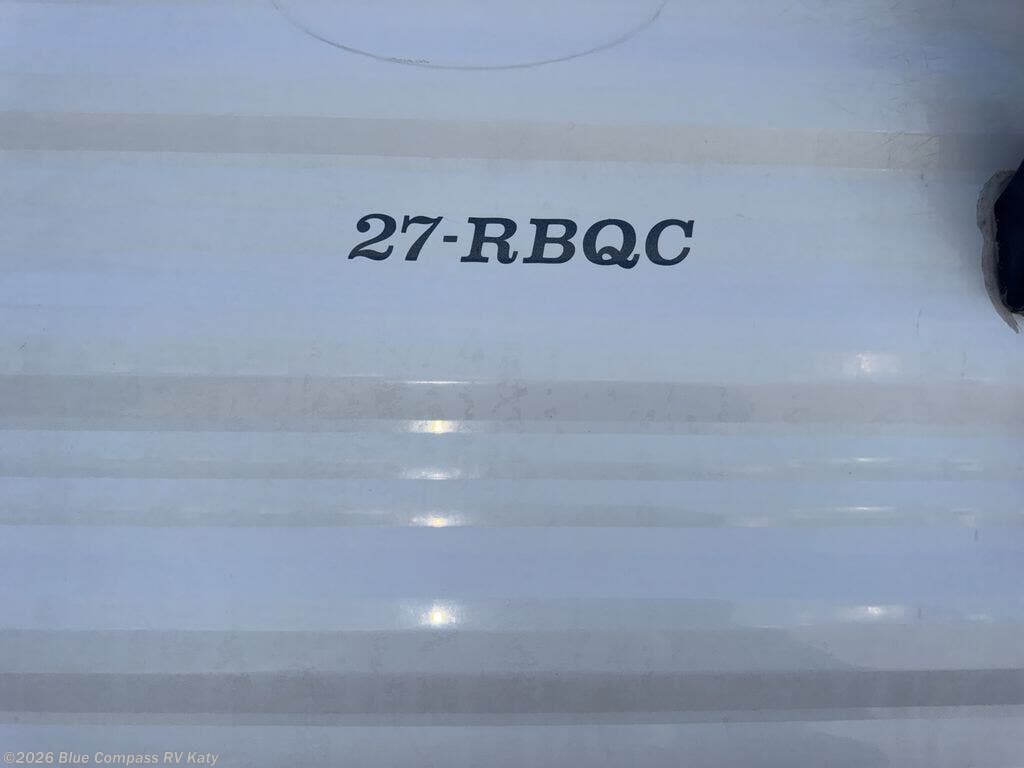 27-RBQC
©2026 Blue Compass RV Katy